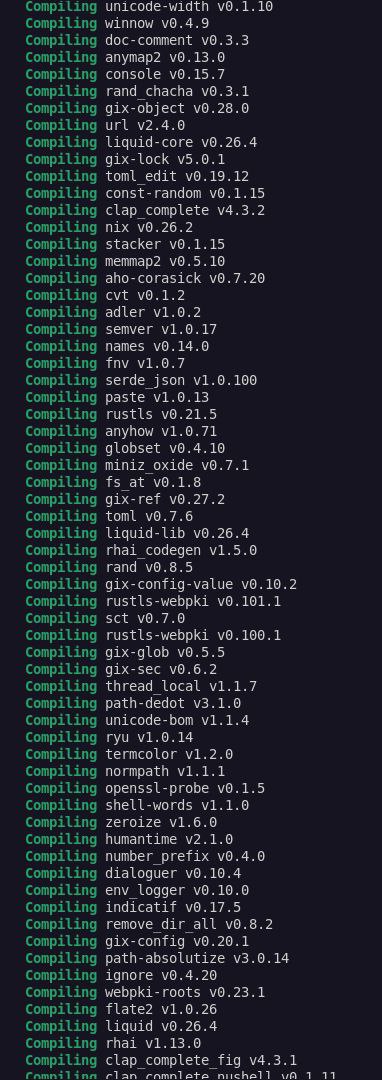 Compiling unicode-width v0.1.10
Compiling winnow v0.4.9
Compiling doc-comment v0.3.3
Compiling anymap2 v0.13.0
Compiling console v0.15.7
Compiling rand_chacha v0.3.1
Compiling gix-object v0.28.0
Compiling url v2.4.0
Compiling liquid-core v0.26.4
Compiling gix-lock v5.0.1
Compiling toml_edit v0.19.12
Compiling const-random v0.1.15
Compiling clap_complete v4.3.2
Compiling nix v0.26.2
Compiling stacker v0.1.15
Compiling memmap2 v0.5.10
Compiling aho-corasick v0.7.20
Compiling cvt v0.1.2
Compiling adler v1.0.2
Compiling semver v1.0.17
Compiling names v0.14.0
Compiling fnv v1.0.7
Compiling serde_json v1.0.100
Compiling paste v1.0.13
Compiling rustls v0.21.5
Compiling anyhow v1.0.71
Compiling globset v0.4.10
Compiling miniz_oxide v0.7.1
Compiling fs_at v0.1.8
Compiling gix-ref v0.27.2
Compiling toml v0.7.6
Compiling liquid-lib v0.26.4
Compiling rhai_codegen v1.5.0
Compiling rand v0.8.5
Compiling gix-config-value v0.10.2
Compiling rustls-webpki v0.101.1
Compiling sct v0.7.0
Compiling rustls-webpki v0.100.1
Compiling gix-glob v0.5.5
Compiling gix-sec v0.6.2
Compiling thread_local v1.1.7
Compiling path-dedot v3.1.0
Compiling unicode-bom v1.1.4
Compiling ryu v1.0.14
Compiling termcolor v1.2.0
Compiling normpath v1.1.1
Compiling openssl-probe v0.1.5
Compiling shell-words v1.1.0
Compiling zeroize v1.6.0
Compiling humantime v2.1.0
Compiling number_prefix v0.4.0
Compiling dialoguer v0.10.4
Compiling env_logger v0.10.0
Compiling indicatif v0.17.5
Compiling remove_dir_all v0.8.2
Compiling gix-config v0.20.1
Compiling path-absolutize v3.0.14
Compiling ignore v0.4.20
Compiling webpki-roots v0.23.1
Compiling flate2 v1.0.26
Compiling liquid v0.26.4
Compiling rhai v1.13.0
Compiling clap_complete_fig v4.3.1
Compiling clap_complete_nushell v0.1.11